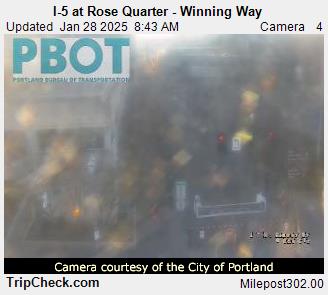 I-5 at Rose Quarter - Winning Way
Updated Jan 28 2025 8:43 AM Camera 4
PBOT
PORTLAND BUREAU OF TRANSPORTATION
Camera courtesy of the City of Portland
TripCheck.com Milepost302.00